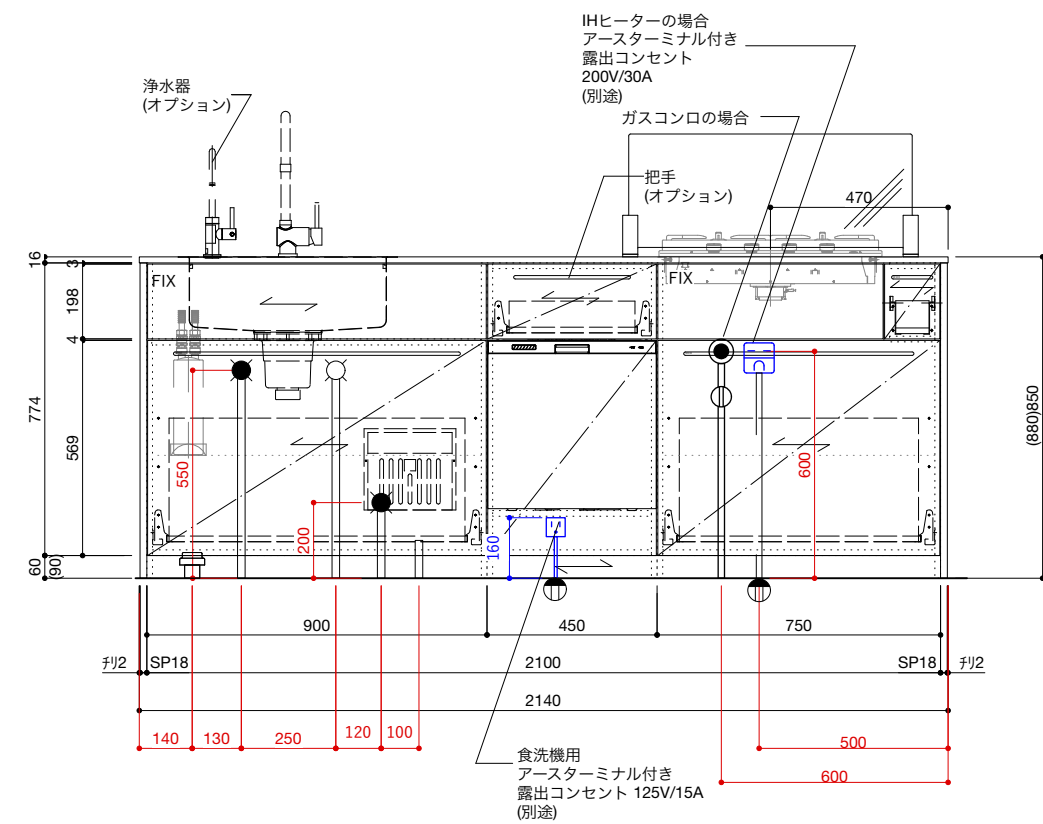 IHヒーターの場合
アースターミナル付き
露出コンセント
200V/30A
(別途)
浄水器
(オプション)
ガスコンロの場合
把手
(オプション)
470
16
3
FIX
FIX
198
4
774
569
550
600
(880)850
200
160
60
(90)
900
450
750
チリ2
SP18
2100
SP18
チリ2
2140
140
130
250
120
100
500
600
食洗機用
アースターミナル付き
露出コンセント 125V/15A
(別途)